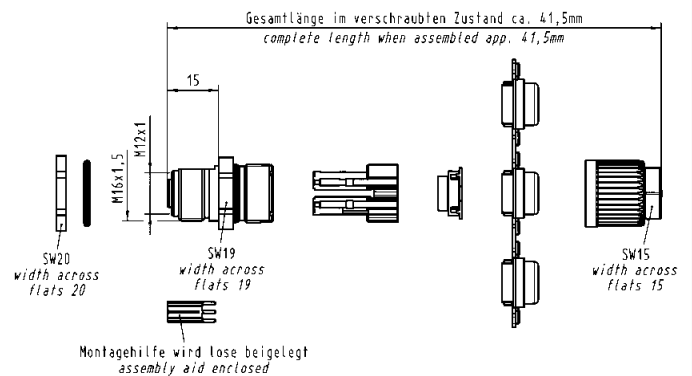 Gesamtlänge im verschraubten Zustand ca. 41,5mm
complete length when assembled app. 41,5mm
15
M12x1
M16x1,5
SW20
width across
flats 20
SW19
width across
flats 19
SW15
width across
flats 15
Montagehilfe wird lose beigelegt
assembly aid enclosed